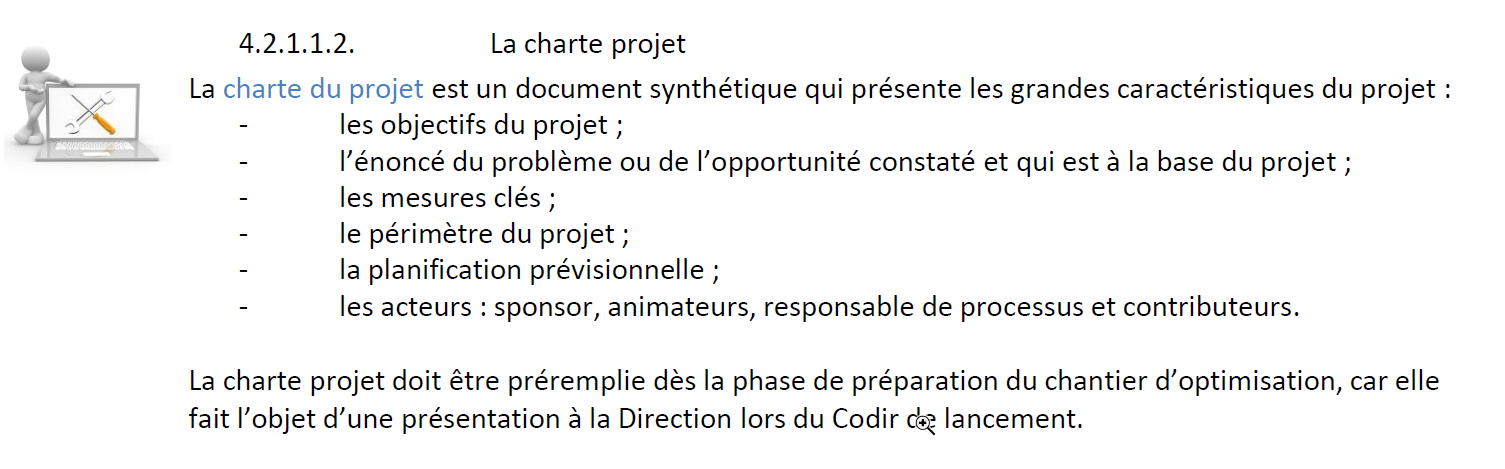 4.2.1.1.2. La charte projet
La charte du projet est un document synthétique qui présente les grandes caractéristiques du projet :
- les objectifs du projet ;
- l’énoncé du problème ou de l’opportunité constaté et qui est à la base du projet ;
- les mesures clés ;
- le périmètre du projet ;
- la planification prévisionnelle ;
- les acteurs : sponsor, animateurs, responsable de processus et contributeurs.
La charte projet doit être préremplie dès la phase de préparation du chantier d’optimisation, car elle
fait l’objet d’une présentation à la Direction lors du Codir de lancement.